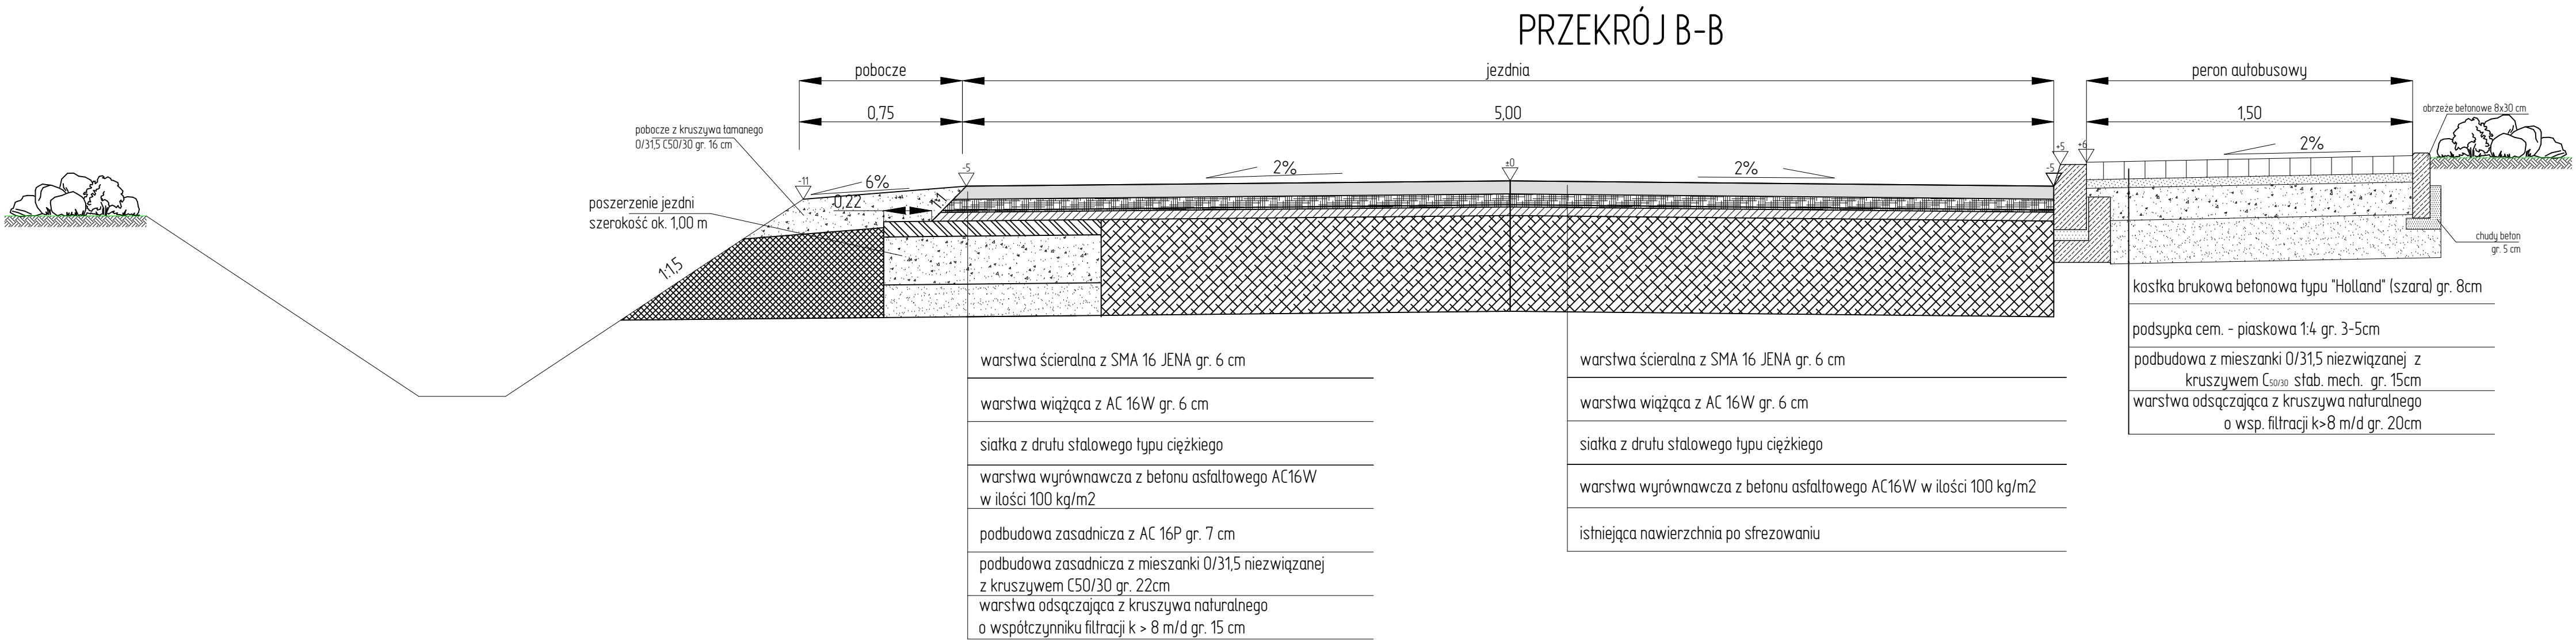 PRZEKRÓJ B-B
pobocze
jezdnia
peron autobusowy
0,75
5,00
1,50
obrzeże betonowe 8x30 cm
pobocze z kruszywa łamanego
0/31,5 C50/30 gr. 16 cm
-11
6%
-5
2%
±0
2%
-5
+5
+6
2%
poszerzenie jezdni
szerokość ok. 1,00 m
0,22
1:1
1:1,5
chudy beton
gr. 5 cm
warstwa ścieralna z SMA 16 JENA gr. 6 cm
warstwa wiążąca z AC 16W gr. 6 cm
siatka z drutu stalowego typu ciężkiego
warstwa wyrównawcza z betonu asfaltowego AC16W
w ilości 100 kg/m2
podbudowa zasadnicza z AC 16P gr. 7 cm
podbudowa zasadnicza z mieszanki 0/31,5 niezwiązanej
z kruszywem C50/30 gr. 22cm
warstwa odsączająca z kruszywa naturalnego
o współczynniku filtracji k > 8 m/d gr. 15 cm
warstwa ścieralna z SMA 16 JENA gr. 6 cm
warstwa wiążąca z AC 16W gr. 6 cm
siatka z drutu stalowego typu ciężkiego
warstwa wyrównawcza z betonu asfaltowego AC16W w ilości 100 kg/m2
istniejąca nawierzchnia po sfrezowaniu
kostka brukowa betonowa typu "Holland" (szara) gr. 8cm
podsypka cem. - piaskowa 1:4 gr. 3-5cm
podbudowa z mieszanki 0/31,5 niezwiązanej z
kruszywem C50/30 stab. mech. gr. 15cm
warstwa odsączająca z kruszywa naturalnego
o wsp. filtracji k>8 m/d gr. 20cm